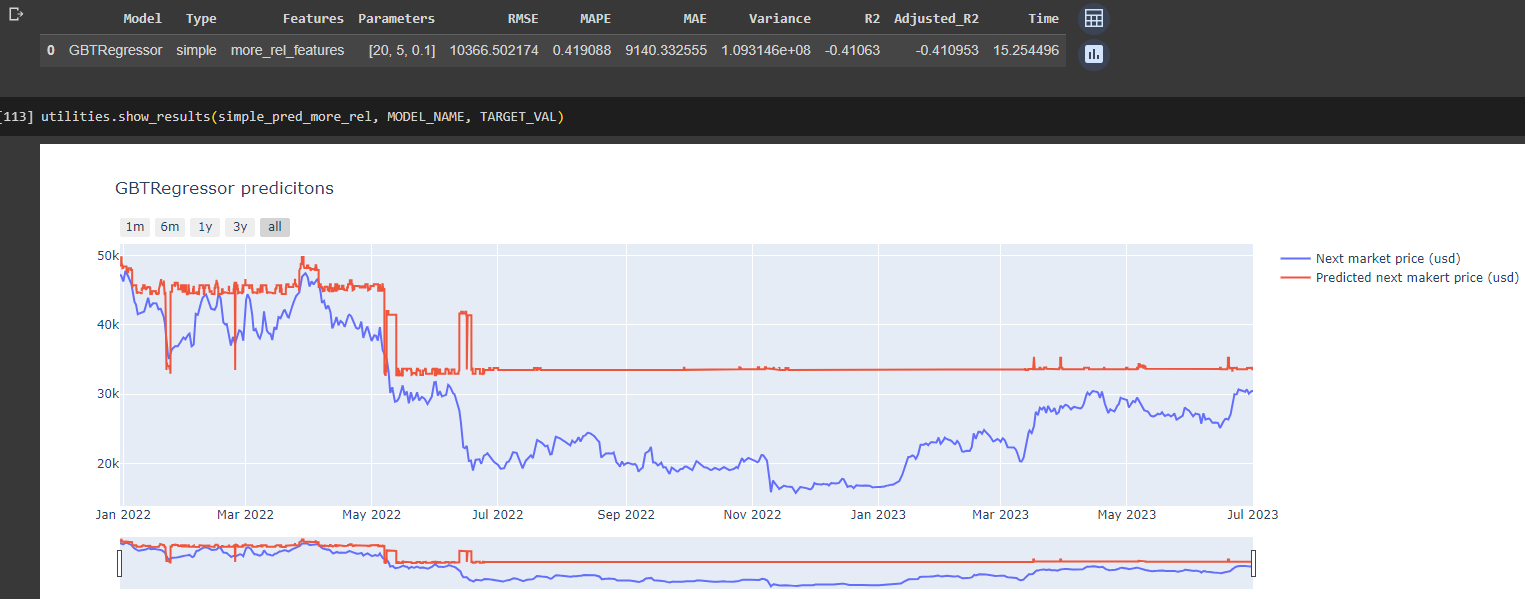 Model Type Features Parameters RMSE MAPE MAE Variance R2 Adjusted_R2 Time
0 GBTRegressor simple more_rel_features [20, 5, 0.1] 10366.502174 0.419088 9140.332555 1.093146e+08 -0.41063 -0.410953 15.254496
[113] utilities.show_results(simple_pred_more_rel, MODEL_NAME, TARGET_VAL)
GBTRegressor predicitons
1m 6m 1y 3y all
50k
40k
30k
20k
Next market price (usd)
Predicted next makert price (usd)
Jan 2022 Mar 2022 May 2022 Jul 2022 Sep 2022 Nov 2022 Jan 2023 Mar 2023 May 2023 Jul 2023